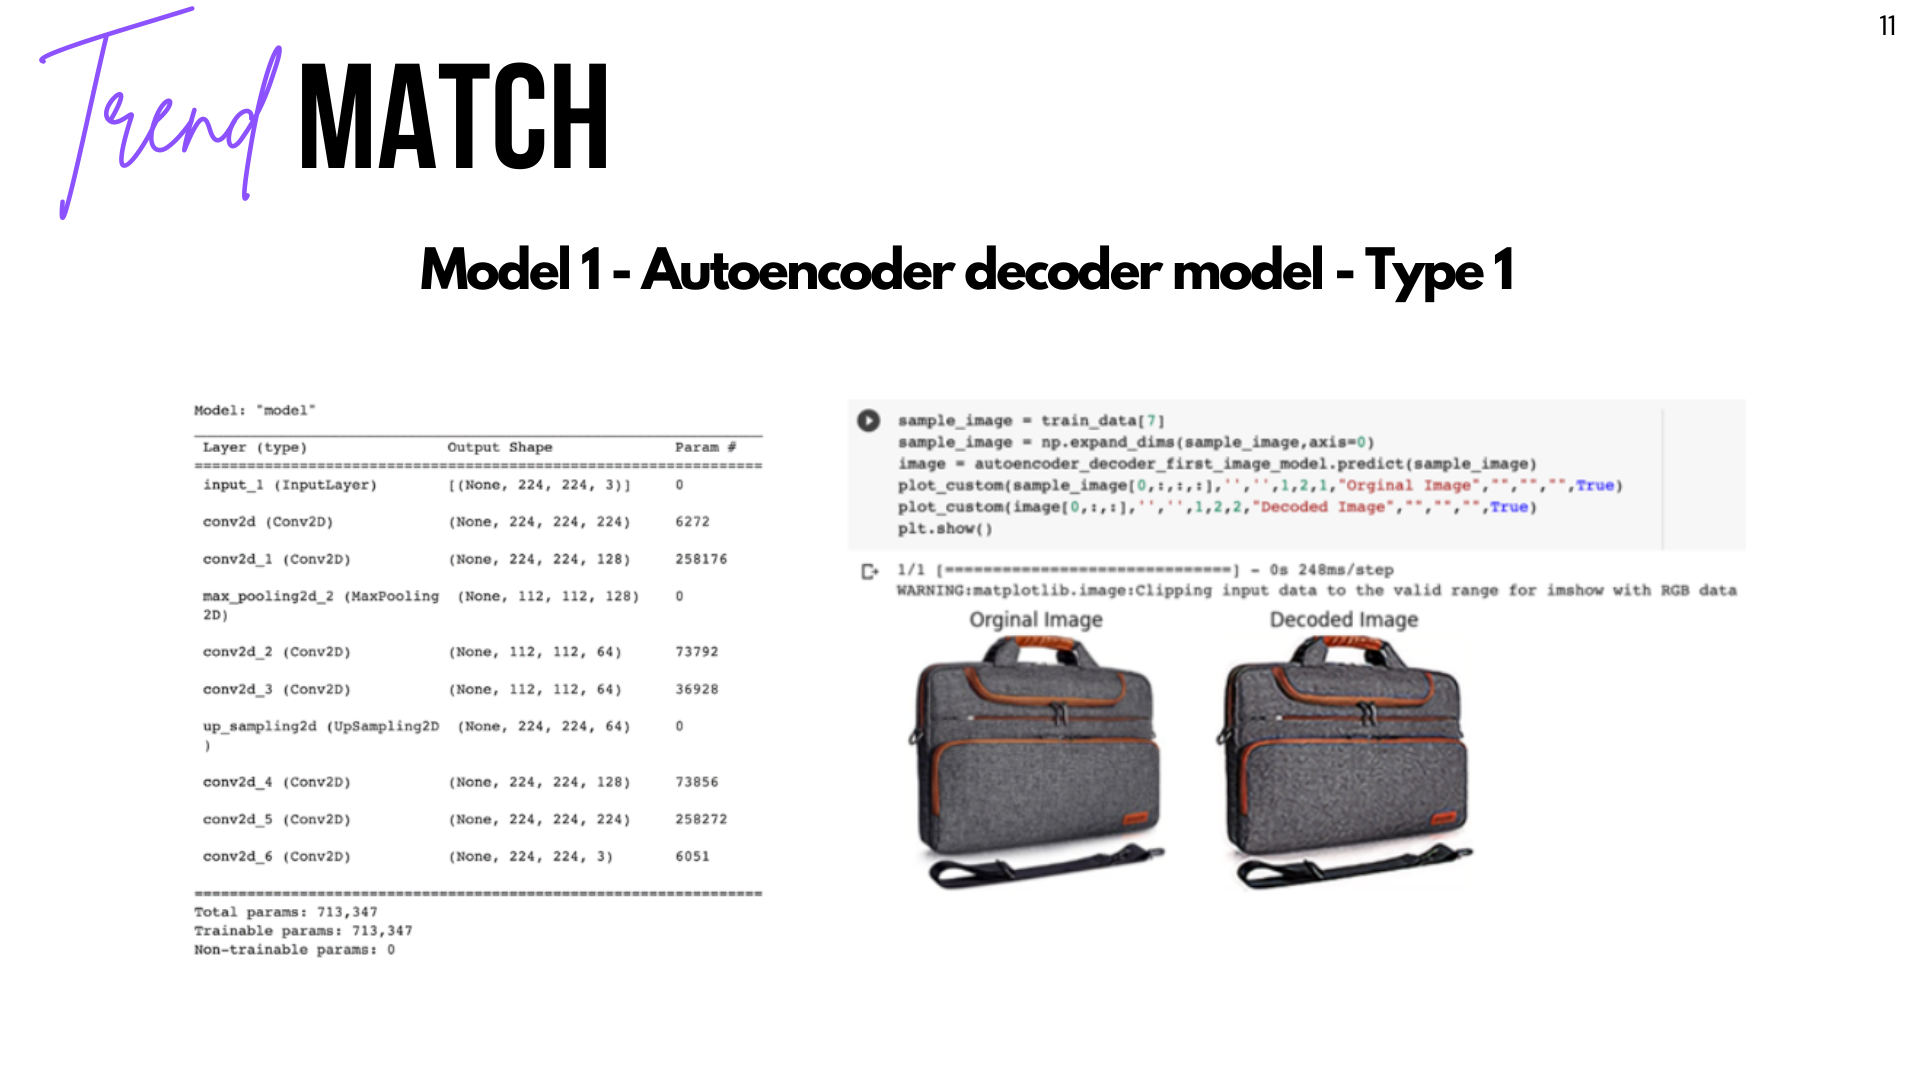 11
Trend MATCH
Model 1 - Autoencoder decoder model - Type 1
Model: "model"
Layer (type) Output Shape Param #
=================================================================
input_1 (InputLayer) [(None, 224, 224, 3)] 0
conv2d (Conv2D) (None, 224, 224, 224) 6272
conv2d_1 (Conv2D) (None, 224, 224, 128) 258176
max_pooling2d_2 (MaxPooling (None, 112, 112, 128) 0
2D)
conv2d_2 (Conv2D) (None, 112, 112, 64) 73792
conv2d_3 (Conv2D) (None, 112, 112, 64) 36928
up_sampling2d (UpSampling2D (None, 224, 224, 64) 0
)
conv2d_4 (Conv2D) (None, 224, 224, 128) 73856
conv2d_5 (Conv2D) (None, 224, 224, 224) 258272
conv2d_6 (Conv2D) (None, 224, 224, 3) 6051
=================================================================
Total params: 713,347
Trainable params: 713,347
Non-trainable params: 0
sample_image = train_data[7]
sample_image = np.expand_dims(sample_image,axis=0)
image = autoencoder_decoder_first_image_model.predict(sample_image)
plot_custom(sample_image[0,:,:,:],'','',1,2,1,"Orginal Image","","","",True)
plot_custom(image[0,:,:],'','',1,2,2,"Decoded Image","","","",True)
plt.show()
1/1 [==============================] - 0s 248ms/step
WARNING:matplotlib.image:Clipping input data to the valid range for imshow with RGB data
Orginal Image Decoded Image